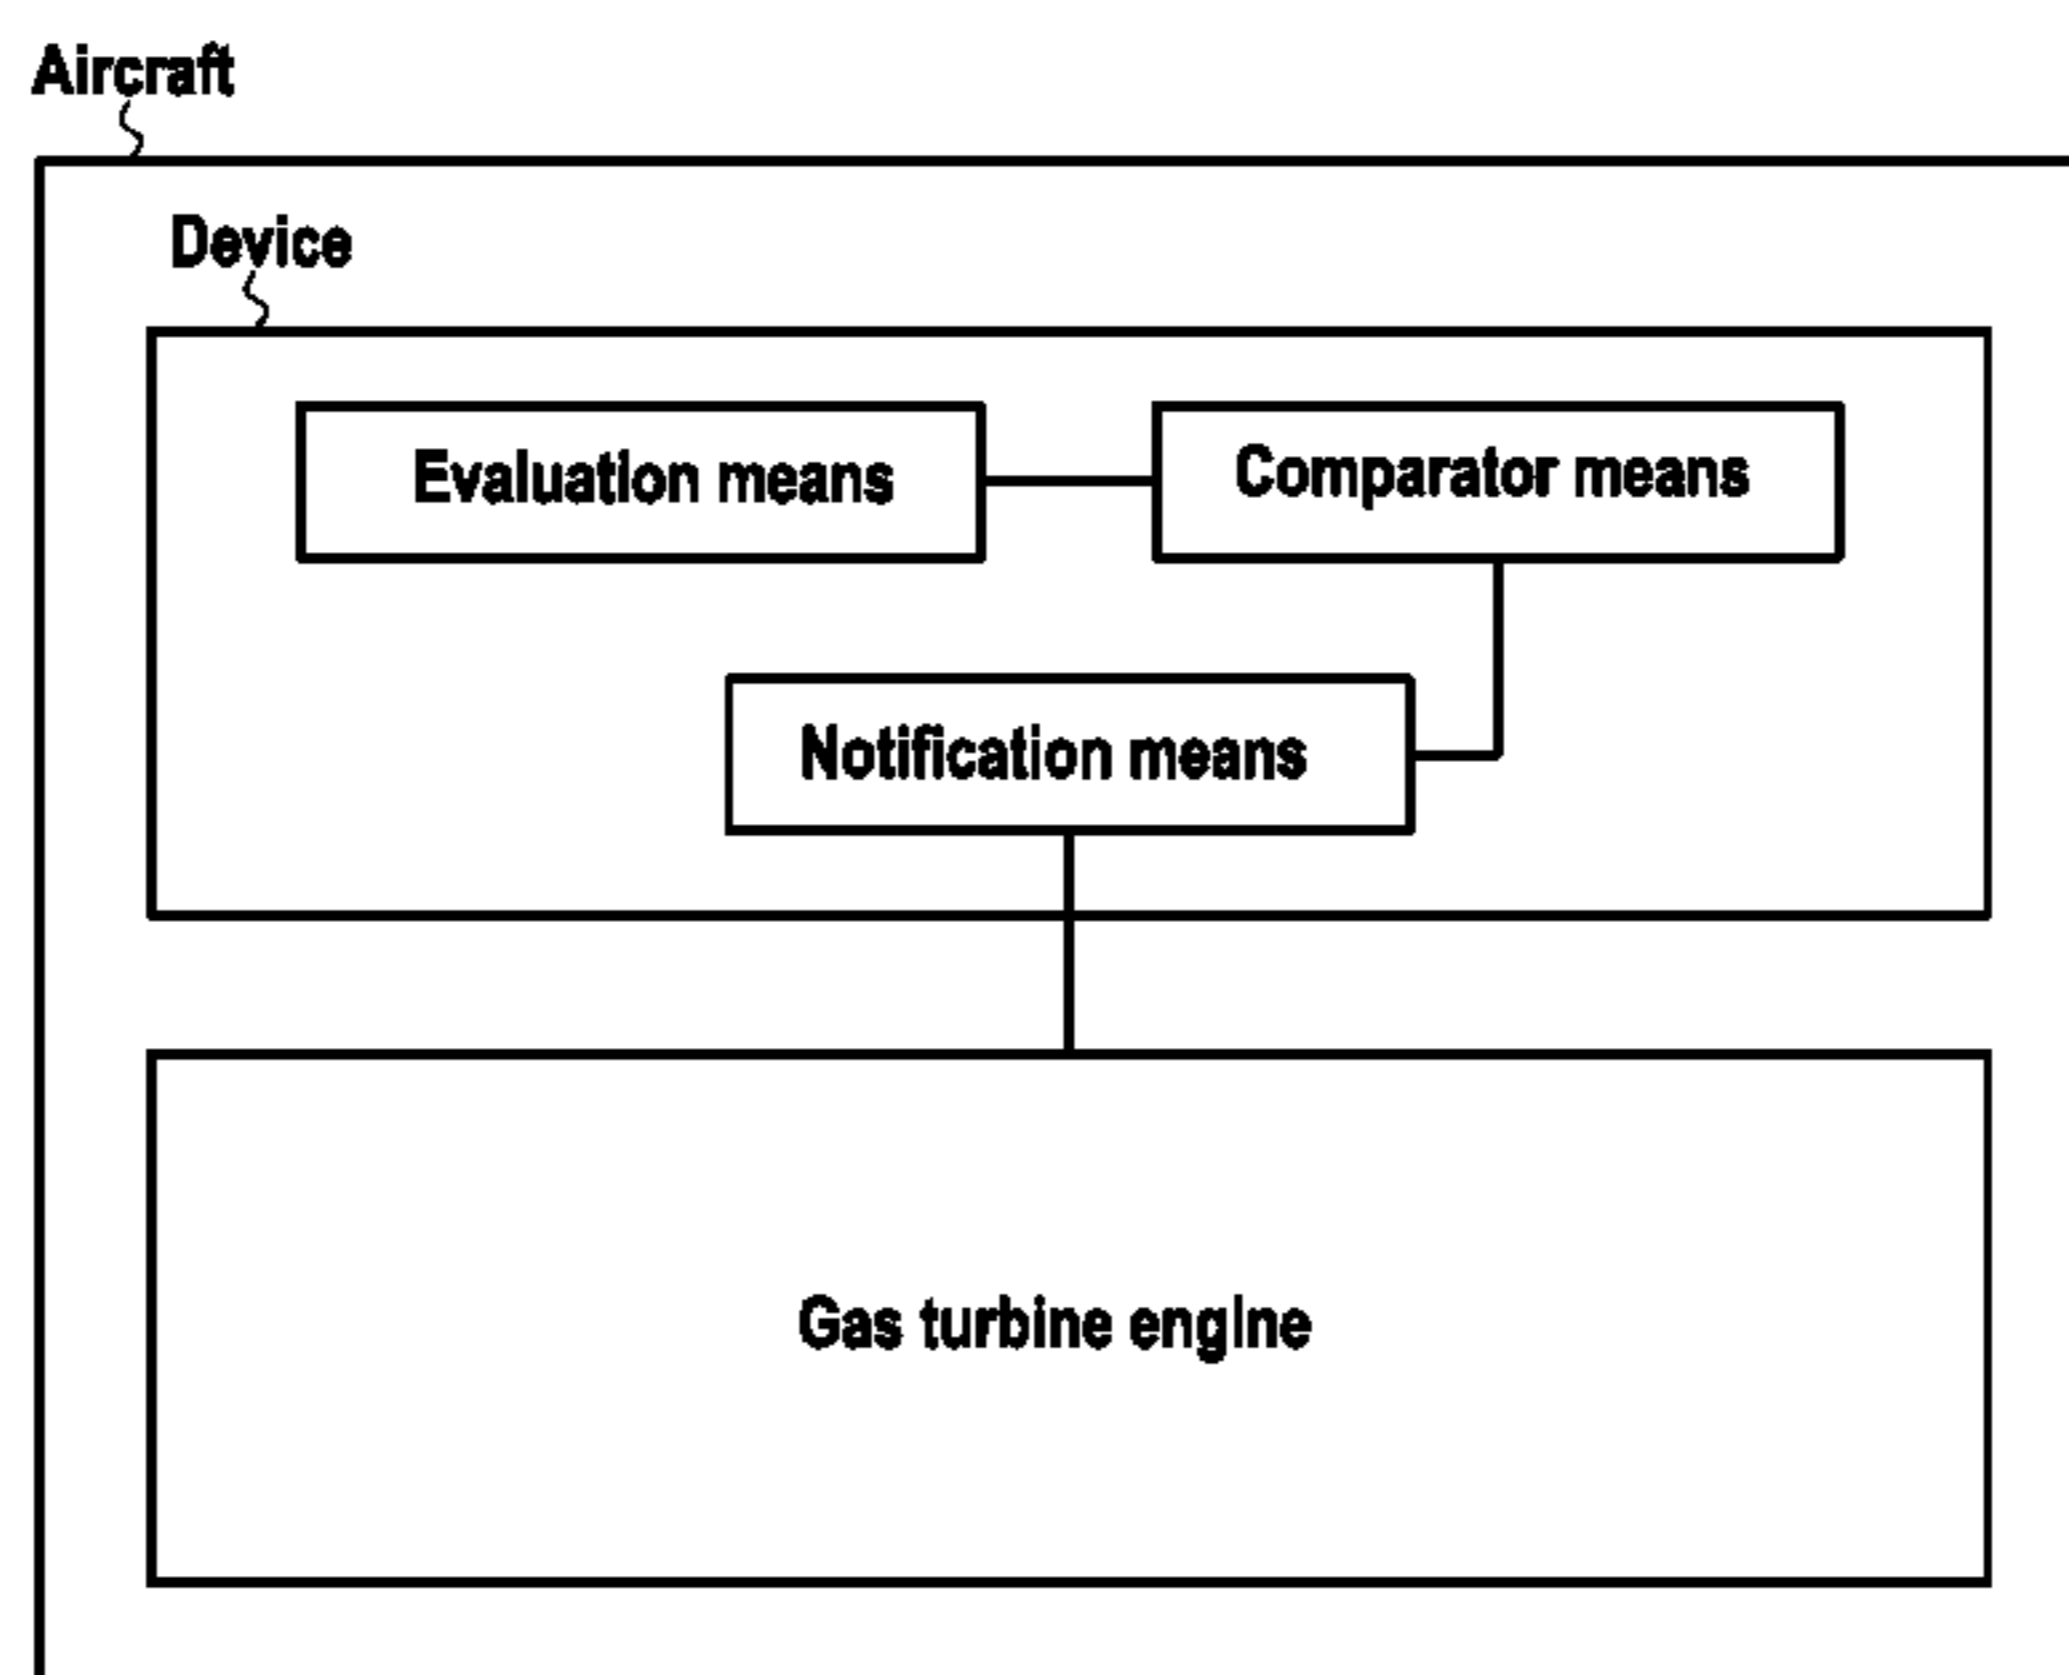 Aircraft
Device
Evaluation means
Comparator means
Notification means
Gas turbine engine